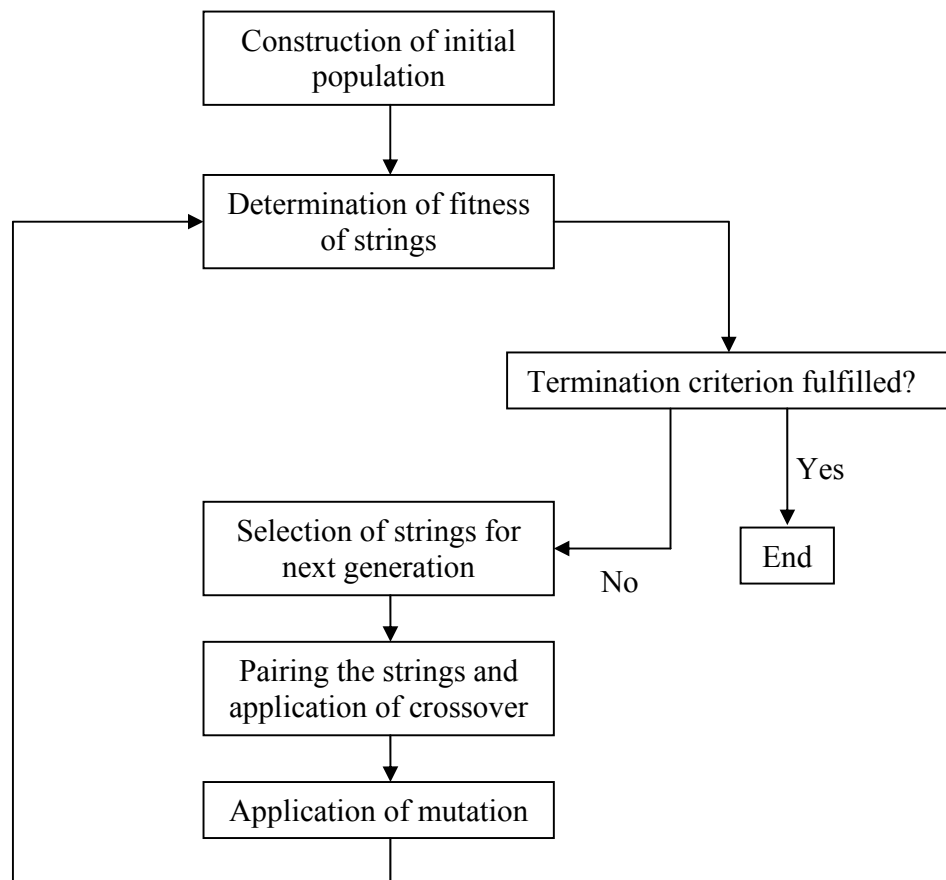 Construction of initial
population
Determination of fitness
of strings
Termination criterion fulfilled?
Yes
End
No
Selection of strings for
next generation
Pairing the strings and
application of crossover
Application of mutation